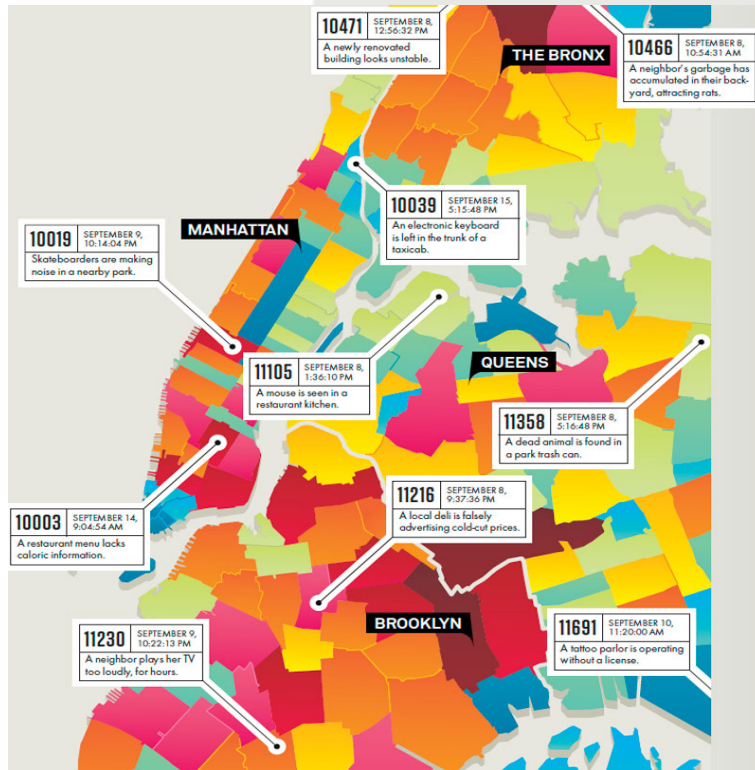 10471
SEPTEMBER 8,
12:56:32 PM
A newly renovated
building looks unstable.
THE BRONX
10466
SEPTEMBER 8,
10:54:31 AM
A neighbor's garbage has
accumulated in their back-
yard, attracting rats.
10039
SEPTEMBER 15,
5:15:48 PM
An electronic keyboard
is left in the trunk of a
taxicab.
MANHATTAN
10019
SEPTEMBER 9,
10:14:04 PM
Skateboarders are making
noise in a nearby park.
11105
SEPTEMBER 8,
1:36:10 PM
A mouse is seen in a
restaurant kitchen.
QUEENS
11358
SEPTEMBER 8,
5:16:48 PM
A dead animal is found in
a park trash can.
11216
SEPTEMBER 8,
9:37:36 PM
A local deli is falsely
advertising cold-cut prices.
10003
SEPTEMBER 14,
9:04:54 AM
A restaurant menu lacks
caloric information.
BROOKLYN
11691
SEPTEMBER 10,
11:20:00 AM
A tattoo parlor is operating
without a license.
11230
SEPTEMBER 9,
10:22:13 PM
A neighbor plays her TV
too loudly, for hours.